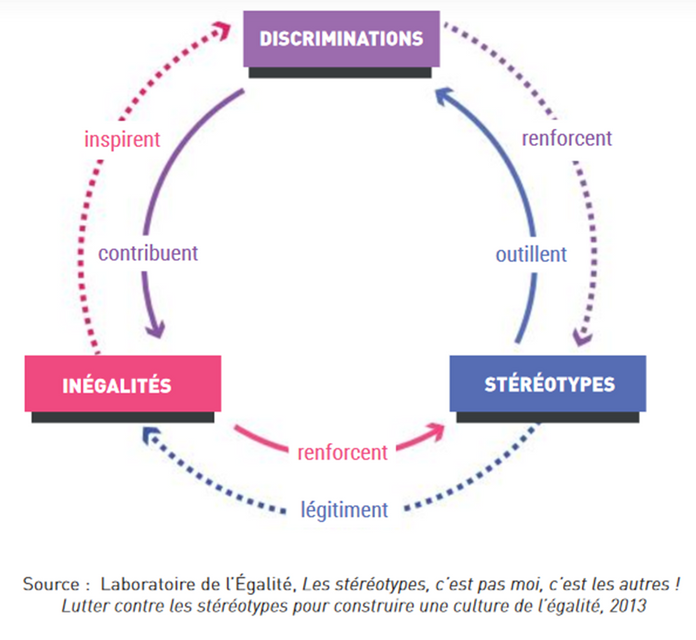 DISCRIMINATIONS
inspirent
renforcent
contribuent
outillent
INÉGALITÉS
STÉRÉOTYPES
renforcent
légitiment
Source : Laboratoire de l'Égalité, Les stéréotypes, c'est pas moi, c'est les autres !
Lutter contre les stéréotypes pour construire une culture de l'égalité, 2013